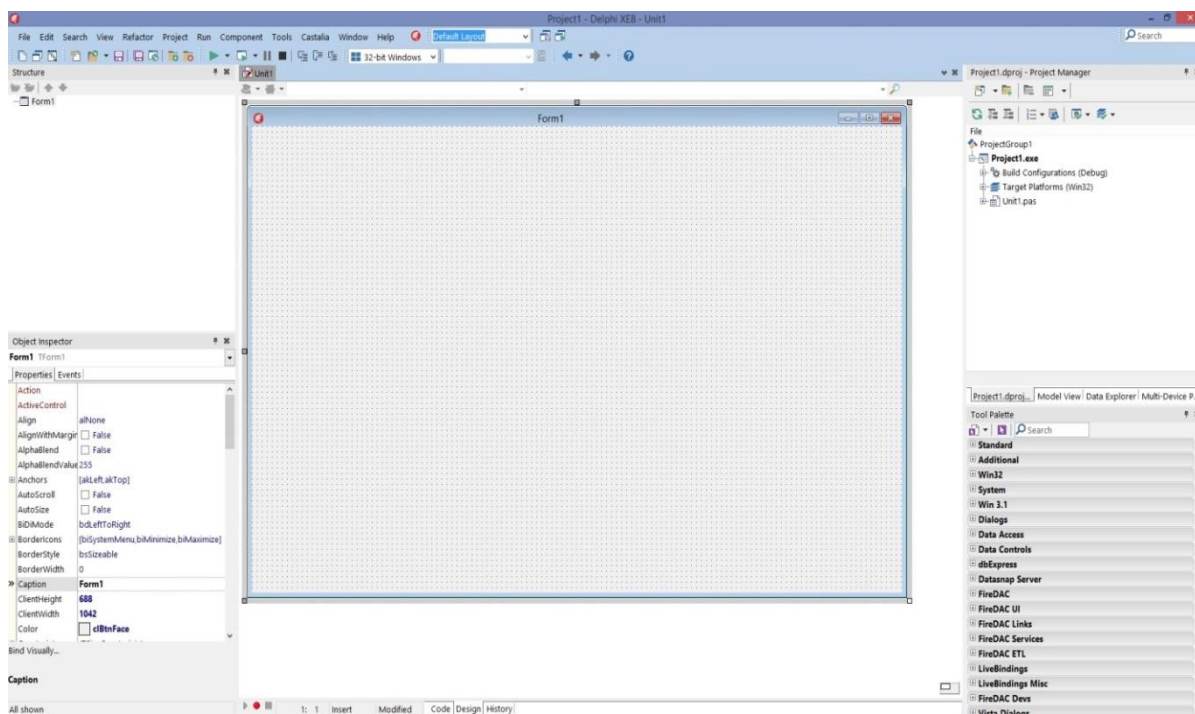 Project1 - Delphi XE8 - Unit1
File Edit Search View Refactor Project Run Component Tools Castalia Window Help Default Layout Search
32-bit Windows
Structure
Form1
Unit1
Form1
Object Inspector
Form1 TForm1
Properties Events
Action
ActiveControl
Align alNone
AlignWithMargin False
AlphaBlend False
AlphaBlendValue 255
Anchors [akLeft,akTop]
AutoScroll False
AutoSize False
BiDiMode bdLeftToRight
BorderIcons [biSystemMenu,biMinimize,biMaximize]
BorderStyle bsSizeable
BorderWidth 0
Caption Form1
ClientHeight 688
ClientWidth 1042
Color clBtnFace
Bind Visually...
Caption
All shown
1: 1 Insert Modified Code Design History
Project1.dproj - Project Manager
File
ProjectGroup1
Project1.exe
Build Configurations (Debug)
Target Platforms (Win32)
Unit1.pas
Project1.dproj... Model View Data Explorer Multi-Device P
Tool Palette
Search
Standard
Additional
Win32
System
Win 3.1
Dialogs
Data Access
Data Controls
dbExpress
Datasnap Server
FireDAC
FireDAC UI
FireDAC Links
FireDAC Services
FireDAC ETL
LiveBindings
LiveBindings Misc
FireDAC Devs
Vista Dialogs